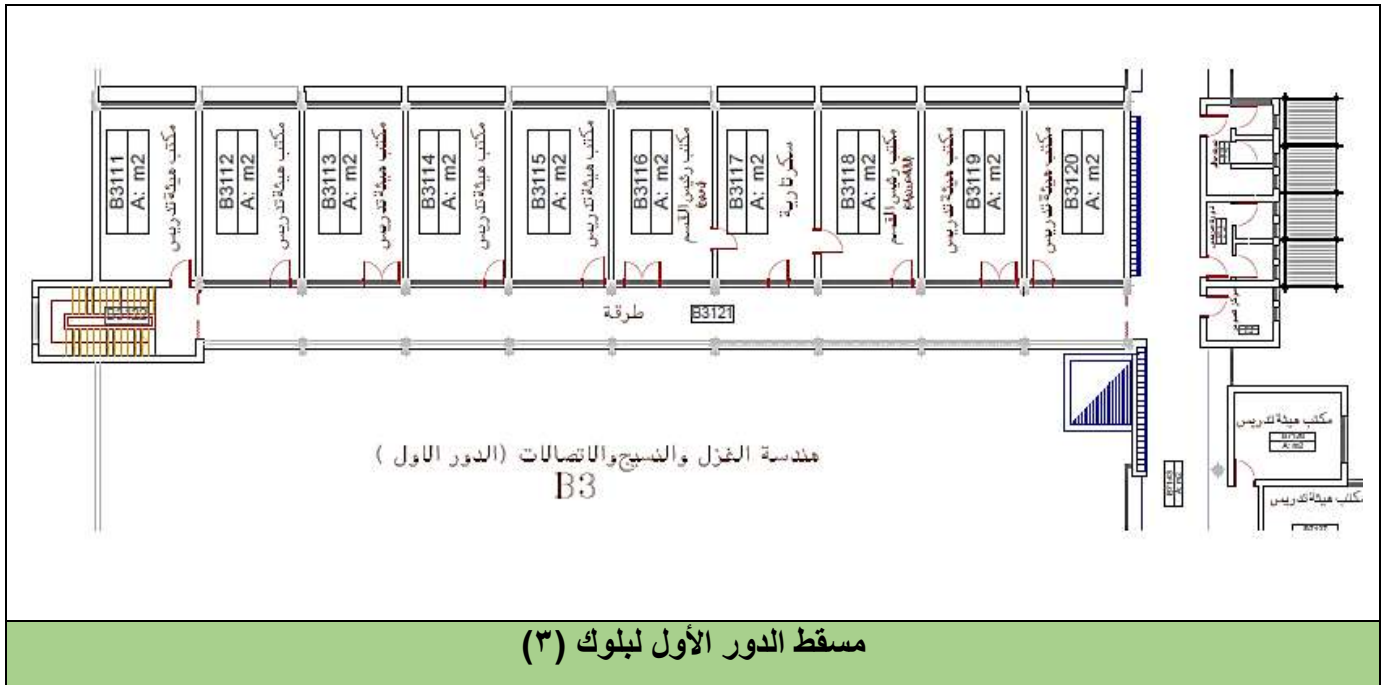 B3111
A: m2
مكتب هيئة تدريس
B3112
A: m2
مكتب هيئة تدريس
B3113
A: m2
مكتب هيئة تدريس
B3114
A: m2
مكتب هيئة تدريس
B3115
A: m2
مكتب هيئة تدريس
B3116
A: m2
مكتب رئيس القسم
B3117
A: m2
سكرتارية
B3118
A: m2
مكتب رئيس القسم
B3119
A: m2
مكتب هيئة تدريس
B3120
A: m2
مكتب هيئة تدريس
B3122
طرقة
B3121
مكتب هيئة تدريس
A: m2
مكتب هيئة تدريس
A: m2
هندسة الغزل والنسيج والاتصالات (الدور الاول )
B3
مسقط الدور الأول لبلوك (٣)